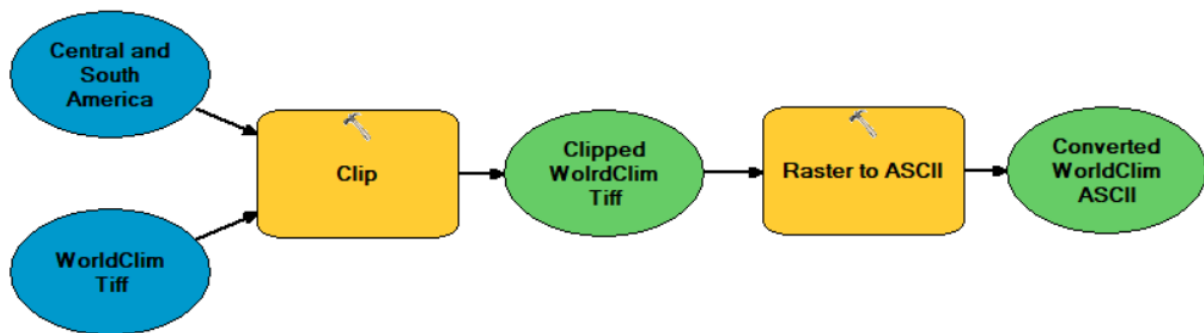 Central and
South
America
WorldClim
Tiff
Clip
Clipped
WolrdClim
Tiff
Raster to ASCII
Converted
WorldClim
ASCII